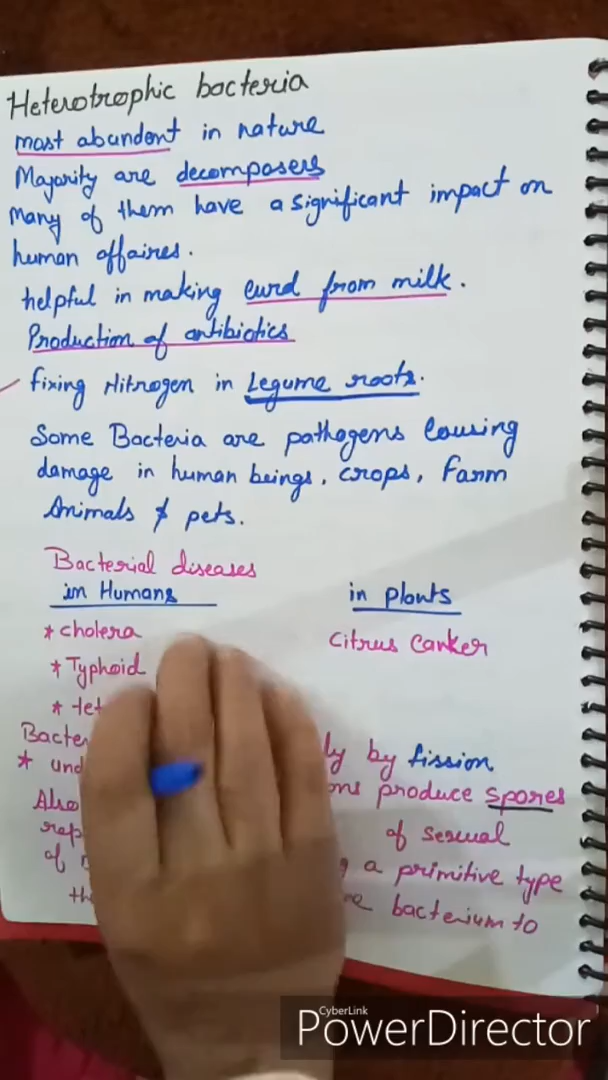 Heterotrophic bacteria
most abundent in nature
Majority are decomposers
Many of them have a significant impact on
human affaires.
helpful in making curd from milk.
Production of antibiotics
fixing Nitrogen in Legume roots.
Some Bacteria are pathogens causing
damage in human beings, crops, Farm
Animals & pets.
Bacterial diseases
in Humans in plants
* cholera Citrus Canker
* Typhoid
*
by fission
* produce spores
Also of sexual
of a primitive type
bacterium to
CyberLink
PowerDirector